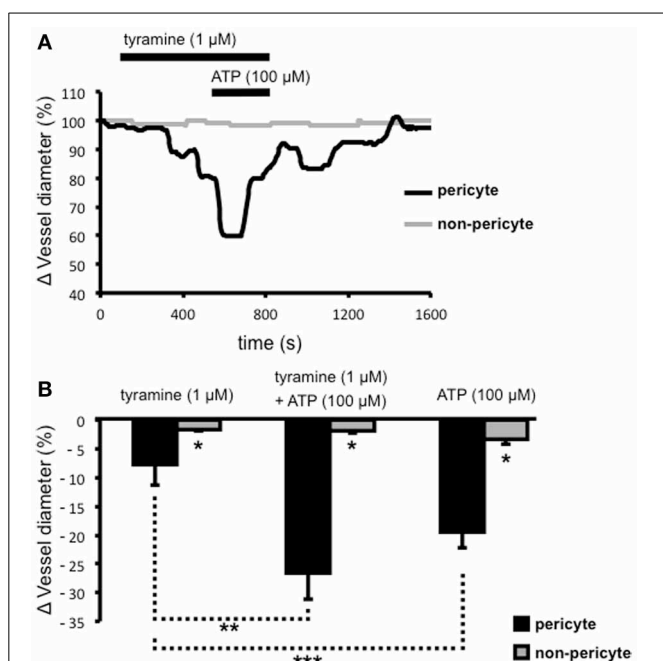 A
tyramine (1 µM)
ATP (100 µM)
110
100
90
80
70
60
50
40
Δ Vessel diameter (%)
pericyte
non-pericyte
0 400 800 1200 1600
time (s)
B
tyramine (1 µM)
tyramine (1 µM)
+ ATP (100 µM)
ATP (100 µM)
0
- 5
- 10
- 15
- 20
- 25
- 30
- 35
Δ Vessel diameter (%)
* * *
**
***
pericyte
non-pericyte